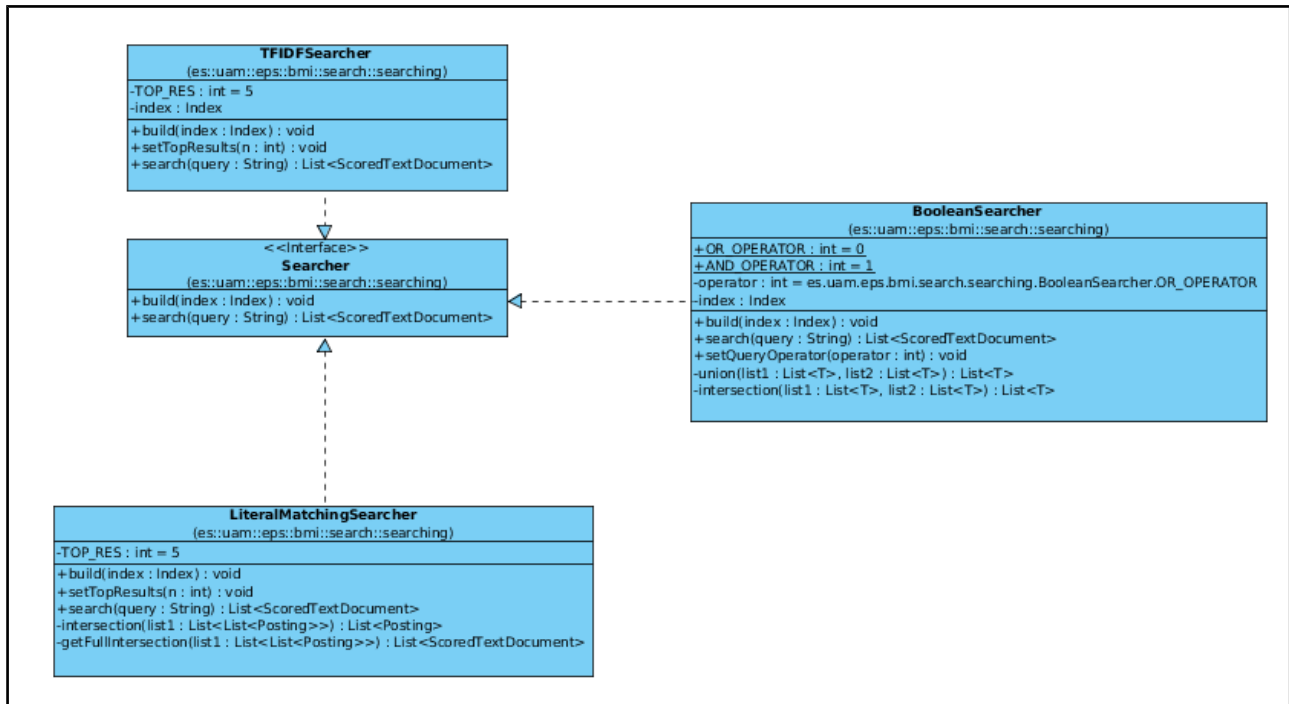 TFIDFSearcher
(es::uam::eps::bmi::search::searching)
-TOP_RES : int = 5
-index : Index
+build(index : Index) : void
+setTopResults(n : int) : void
+search(query : String) : List<ScoredTextDocument>
<<Interface>>
Searcher
(es::uam::eps::bmi::search::searching)
+build(index : Index) : void
+search(query : String) : List<ScoredTextDocument>
BooleanSearcher
(es::uam::eps::bmi::search::searching)
+OR_OPERATOR : int = 0
+AND_OPERATOR : int = 1
-operator : int = es.uam.eps.bmi.search.searching.BooleanSearcher.OR_OPERATOR
-index : Index
+build(index : Index) : void
+search(query : String) : List<ScoredTextDocument>
+setQueryOperator(operator : int) : void
-union(list1 : List<T>, list2 : List<T>) : List<T>
-intersection(list1 : List<T>, list2 : List<T>) : List<T>
LiteralMatchingSearcher
(es::uam::eps::bmi::search::searching)
-TOP_RES : int = 5
+build(index : Index) : void
+setTopResults(n : int) : void
+search(query : String) : List<ScoredTextDocument>
-intersection(list1 : List<List<Posting>>) : List<Posting>
-getFullIntersection(list1 : List<List<Posting>>) : List<ScoredTextDocument>